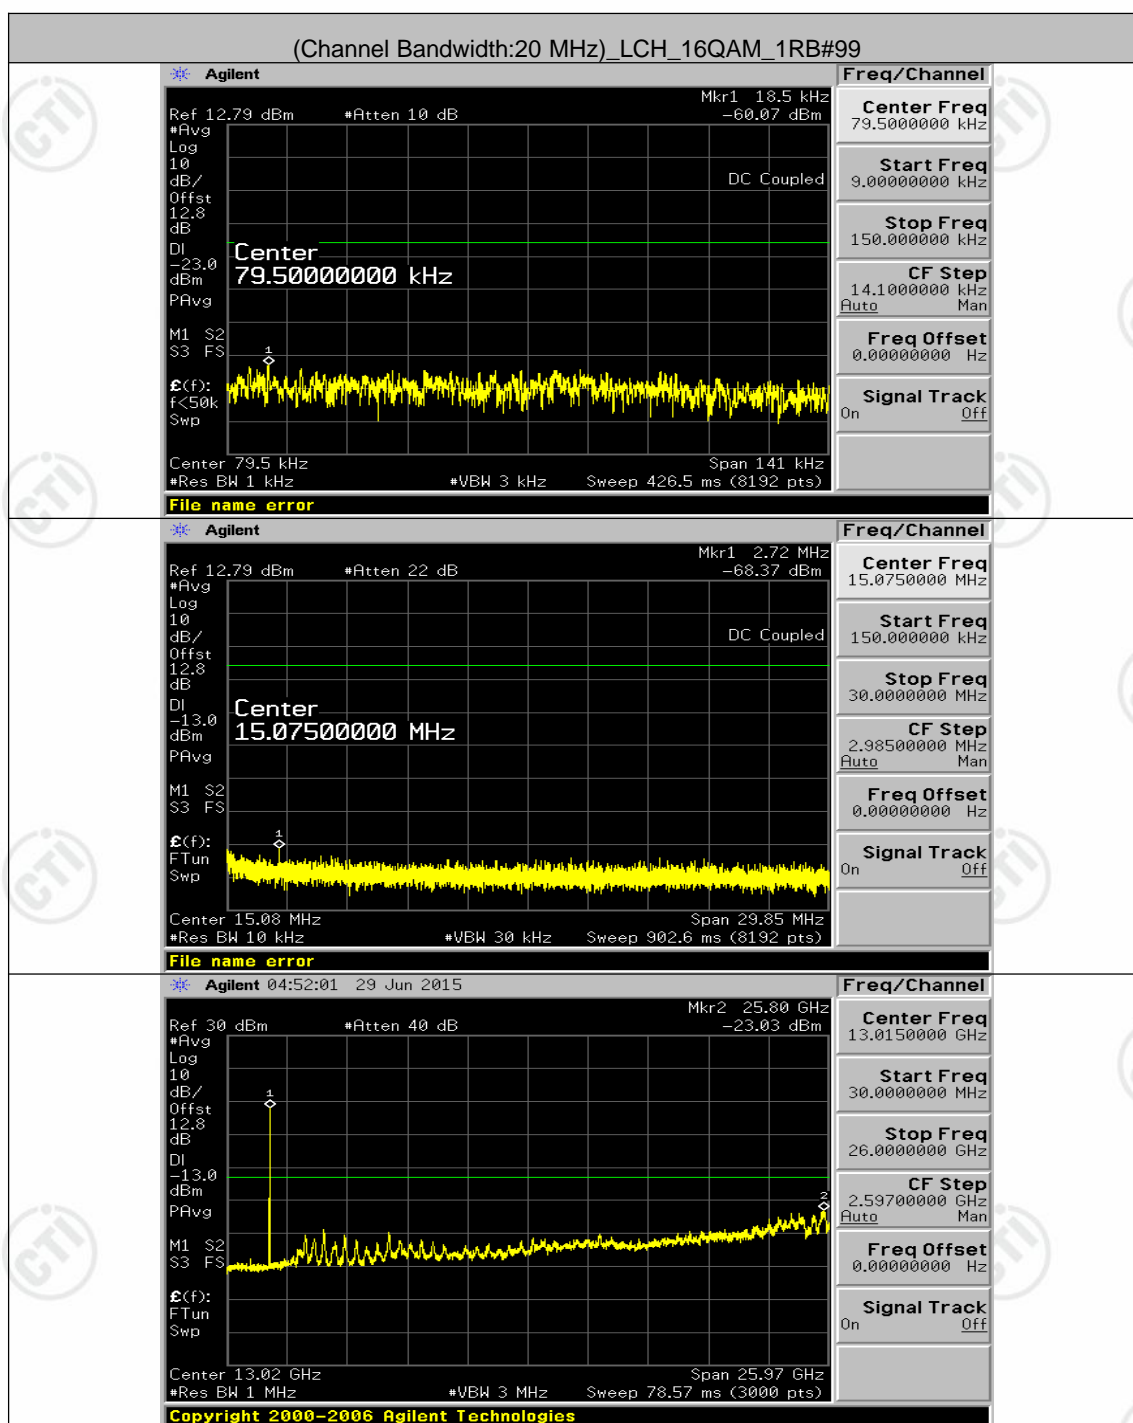 (Channel Bandwidth:20 MHz)_LCH_16QAM_1RB#99
Agilent
Freq/Channel
Mkr1 18.5 kHz
Ref 12.79 dBm #Atten 10 dB -60.07 dBm
#Avg
Log
10
dB/
Offst
12.8
dB
DI
-23.0
dBm
PAvg
M1 S2
S3 FS
£(f):
f<50k
Swp
DC Coupled
Center
79.50000000 kHz
1
Center 79.5 kHz Span 141 kHz
#Res BW 1 kHz #VBW 3 kHz Sweep 426.5 ms (8192 pts)
File name error
Center Freq
79.5000000 kHz
Start Freq
9.00000000 kHz
Stop Freq
150.000000 kHz
CF Step
14.1000000 kHz
Auto Man
Freq Offset
0.00000000 Hz
Signal Track
On Off
Agilent
Freq/Channel
Mkr1 2.72 MHz
Ref 12.79 dBm #Atten 22 dB -68.37 dBm
#Avg
Log
10
dB/
Offst
12.8
dB
DI
-13.0
dBm
PAvg
M1 S2
S3 FS
£(f):
FTun
Swp
DC Coupled
Center
15.07500000 MHz
1
Center 15.08 MHz Span 29.85 MHz
#Res BW 10 kHz #VBW 30 kHz Sweep 902.6 ms (8192 pts)
File name error
Center Freq
15.0750000 MHz
Start Freq
150.000000 kHz
Stop Freq
30.0000000 MHz
CF Step
2.98500000 MHz
Auto Man
Freq Offset
0.00000000 Hz
Signal Track
On Off
Agilent 04:52:01 29 Jun 2015
Freq/Channel
Mkr2 25.80 GHz
Ref 30 dBm #Atten 40 dB -23.03 dBm
#Avg
Log
10
dB/
Offst
12.8
dB
DI
-13.0
dBm
PAvg
M1 S2
S3 FS
£(f):
FTun
Swp
1
2
Center 13.02 GHz Span 25.97 GHz
#Res BW 1 MHz #VBW 3 MHz Sweep 78.57 ms (3000 pts)
Copyright 2000-2006 Agilent Technologies
Center Freq
13.0150000 GHz
Start Freq
30.0000000 MHz
Stop Freq
26.0000000 GHz
CF Step
2.59700000 GHz
Auto Man
Freq Offset
0.00000000 Hz
Signal Track
On Off
CTI
CTI
CTI
CTI